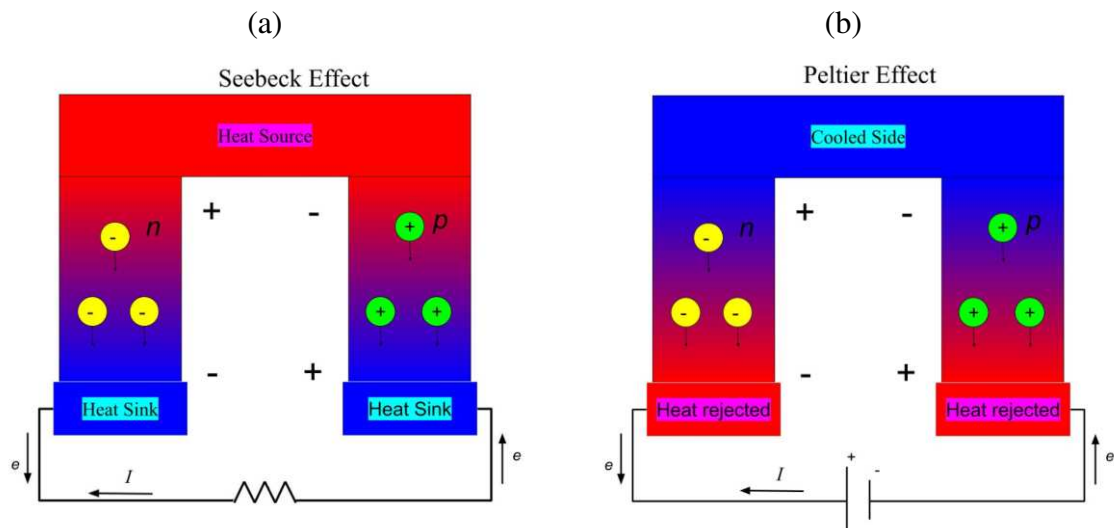 (a)
Seebeck Effect
Heat Source
n
+
-
p
+
-
-
-
+
+
-
+
Heat Sink
Heat Sink
e
I
e
(b)
Peltier Effect
Cooled Side
n
+
-
p
+
-
-
-
+
+
-
+
Heat rejected
Heat rejected
e
I
+
-
e